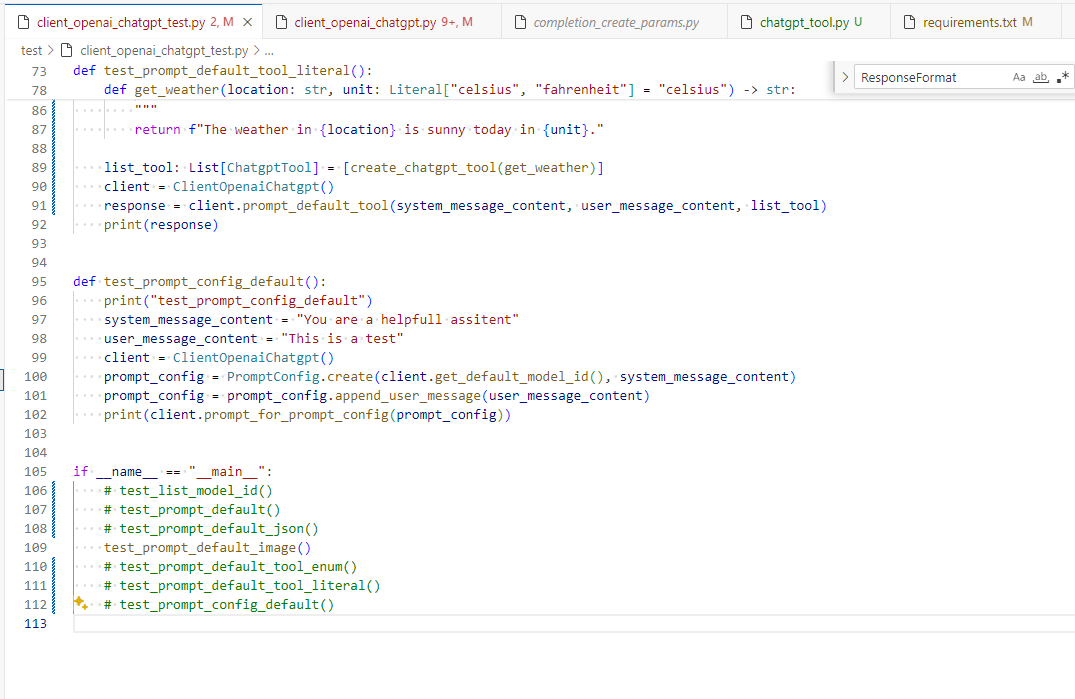 client_openai_chatgpt_test.py 2, M
client_openai_chatgpt.py 9+, M
completion_create_params.py
chatgpt_tool.py U
requirements.txt M
test > client_openai_chatgpt_test.py > ...
ResponseFormat Aa ab .*
73 def test_prompt_default_tool_literal():
78     def get_weather(location: str, unit: Literal["celsius", "fahrenheit"] = "celsius") -> str:
86         """
87         return f"The weather in {location} is sunny today in {unit}."
88
89     list_tool: List[ChatgptTool] = [create_chatgpt_tool(get_weather)]
90     client = ClientOpenaiChatgpt()
91     response = client.prompt_default_tool(system_message_content, user_message_content, list_tool)
92     print(response)
93
94
95 def test_prompt_config_default():
96     print("test_prompt_config_default")
97     system_message_content = "You are a helpfull assitent"
98     user_message_content = "This is a test"
99     client = ClientOpenaiChatgpt()
100     prompt_config = PromptConfig.create(client.get_default_model_id(), system_message_content)
101     prompt_config = prompt_config.append_user_message(user_message_content)
102     print(client.prompt_for_prompt_config(prompt_config))
103
104
105 if __name__ == "__main__":
106     # test_list_model_id()
107     # test_prompt_default()
108     # test_prompt_default_json()
109     test_prompt_default_image()
110     # test_prompt_default_tool_enum()
111     # test_prompt_default_tool_literal()
112     # test_prompt_config_default()
113